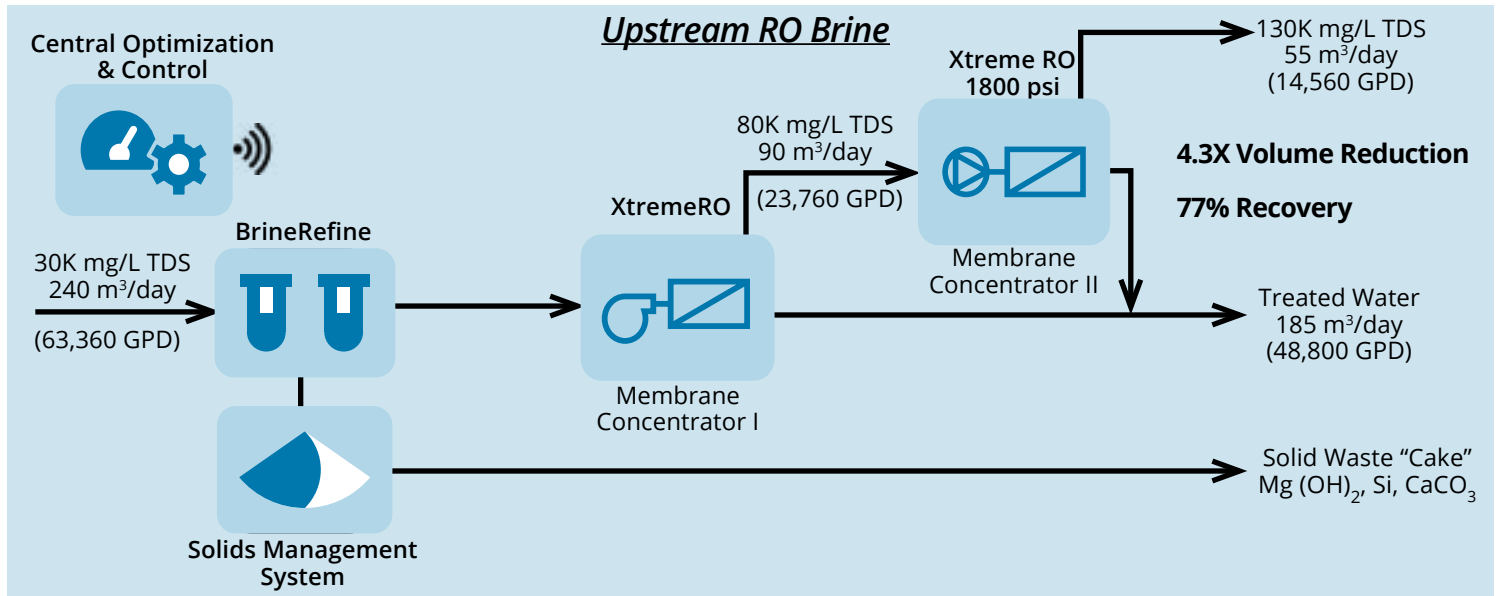 Upstream RO Brine
Central Optimization
& Control
30K mg/L TDS
240 m³/day
(63,360 GPD)
BrineRefine
Solids Management
System
XtremeRO
Membrane
Concentrator I
80K mg/L TDS
90 m³/day
(23,760 GPD)
Xtreme RO
1800 psi
Membrane
Concentrator II
130K mg/L TDS
55 m³/day
(14,560 GPD)
4.3X Volume Reduction
77% Recovery
Treated Water
185 m³/day
(48,800 GPD)
Solid Waste “Cake”
Mg (OH)₂, Si, CaCO₃